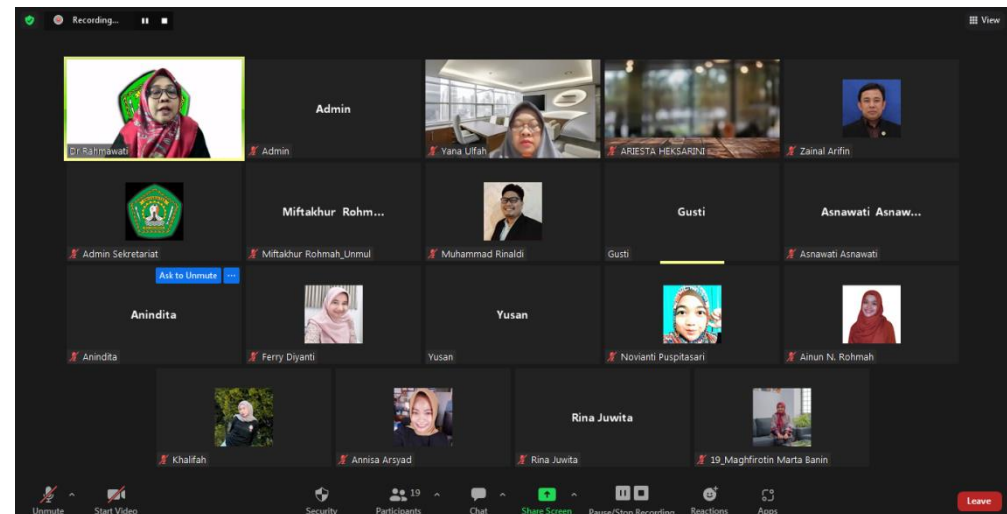 Recording...
View
Dr Rahmawati
Admin
Admin
Yana Ulfah
ARIESTA HEKSARINI
Zainal Arifin
Admin Sekretariat
Miftakhur Rohm...
Miftakhur Rohmah_Unmul
Muhammad Rinaldi
Gusti
Gusti
Asnawati Asnaw...
Asnawati Asnawati
Ask to Unmute ...
Anindita
Anindita
Ferry Diyanti
Yusan
Yusan
Novianti Puspitasari
Ainun N. Rohmah
Khalifah
Annisa Arsyad
Rina Juwita
Rina Juwita
19_Maghfirotin Marta Banin
Unmute
Start Video
Security
Participants
19
Chat
Share Screen
Pause/Stop Recording
Reactions
Apps
Leave